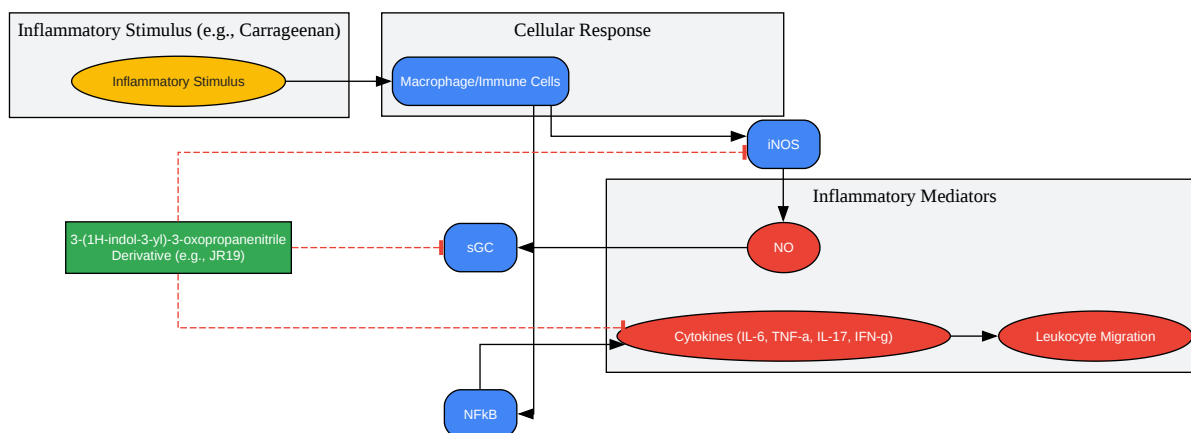 Inflammatory Stimulus (e.g., Carrageenan)
Cellular Response
Inflammatory Stimulus
Macrophage/Immune Cells
iNOS
Inflammatory Mediators
3-(1H-indol-3-yl)-3-oxopropanenitrile
Derivative (e.g., JR19)
sGC
NO
Cytokines (IL-6, TNF-a, IL-17, IFN-g)
Leukocyte Migration
NFkB